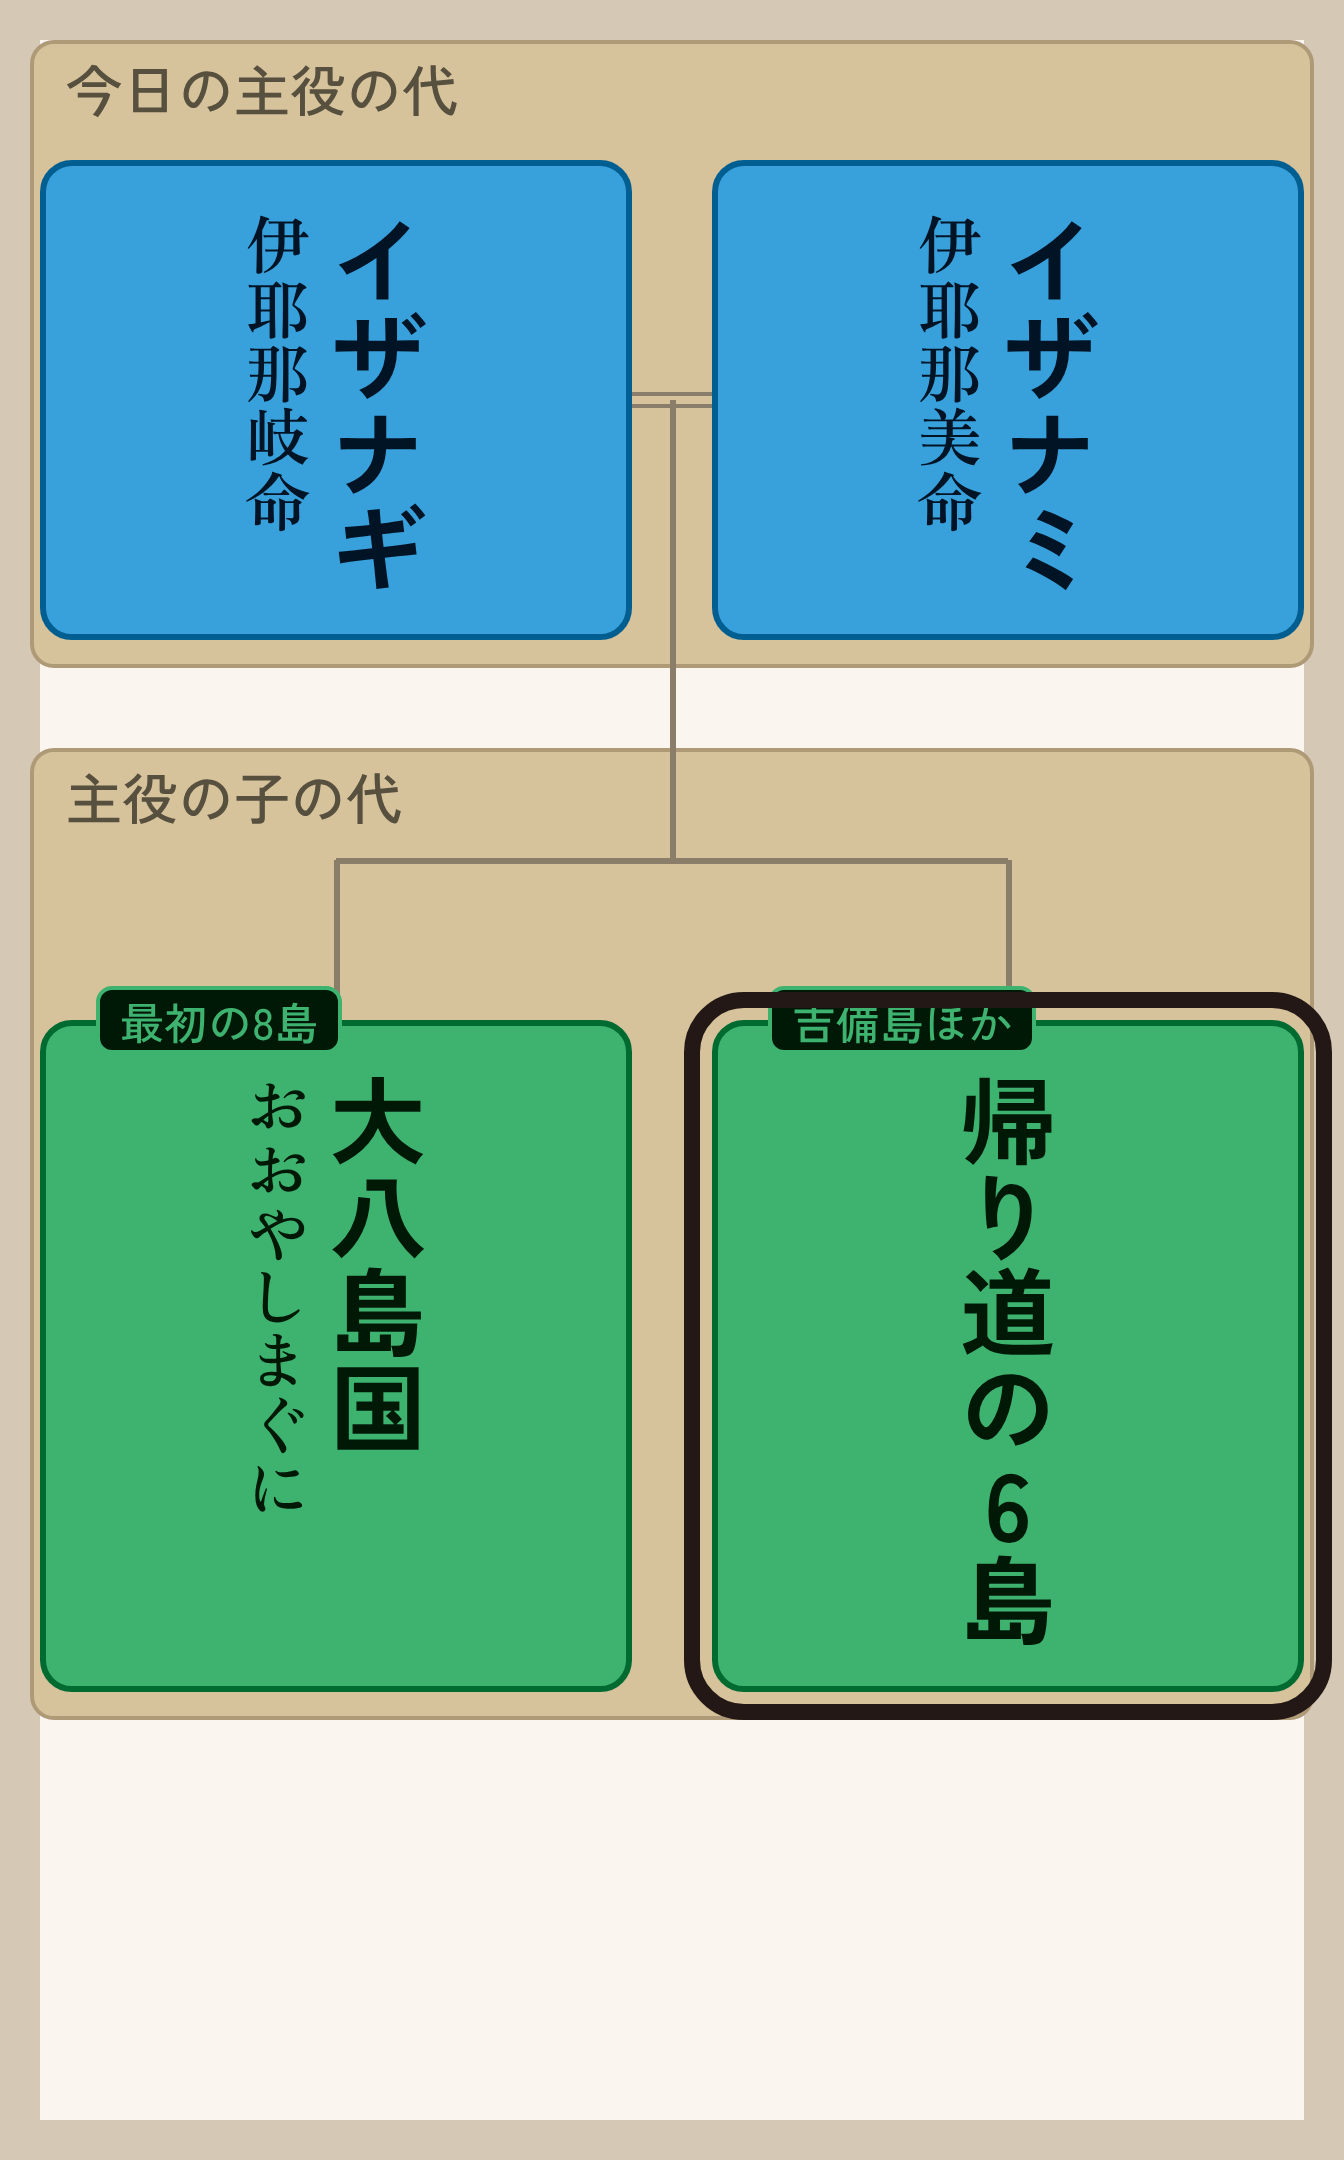 今日の主役の代
イザナギ
伊耶那岐命
イザナミ
伊耶那美命
主役の子の代
最初の8島
大八島国
おおやしまぐに
吉備島ほか
帰り道の6島